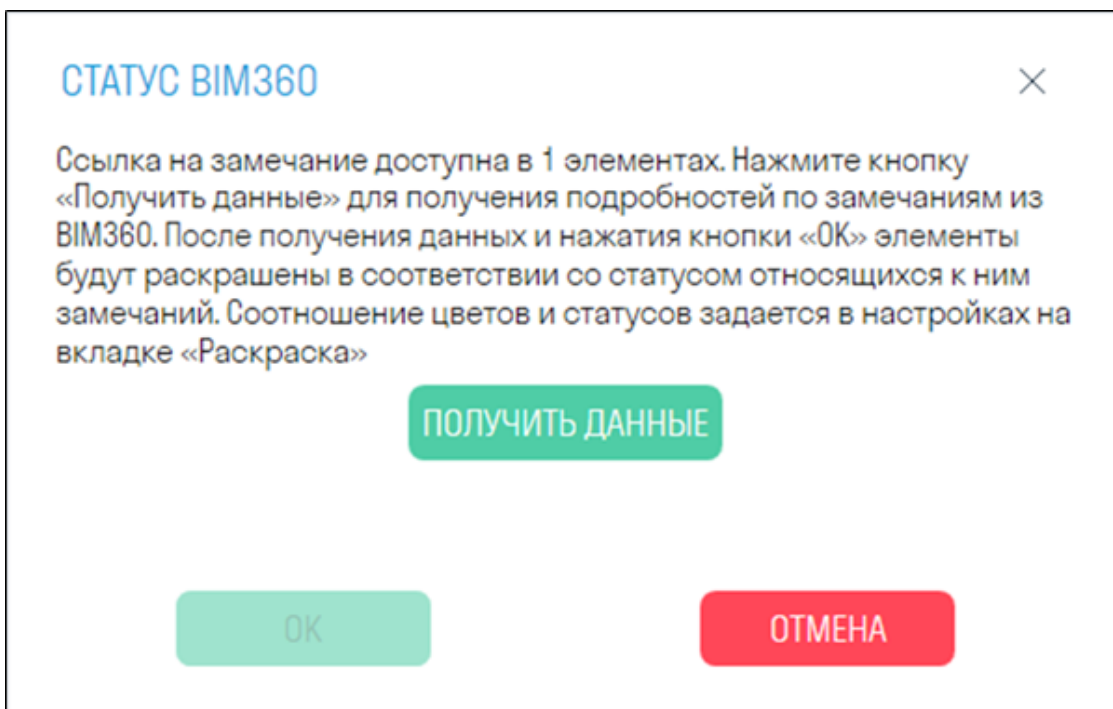 СТАТУС BIM360
Ссылка на замечание доступна в 1 элементах. Нажмите кнопку
«Получить данные» для получения подробностей по замечаниям из
BIM360. После получения данных и нажатия кнопки «ОК» элементы
будут раскрашены в соответствии со статусом относящихся к ним
замечаний. Соотношение цветов и статусов задается в настройках на
вкладке «Раскраска»
ПОЛУЧИТЬ ДАННЫЕ
ОК
ОТМЕНА